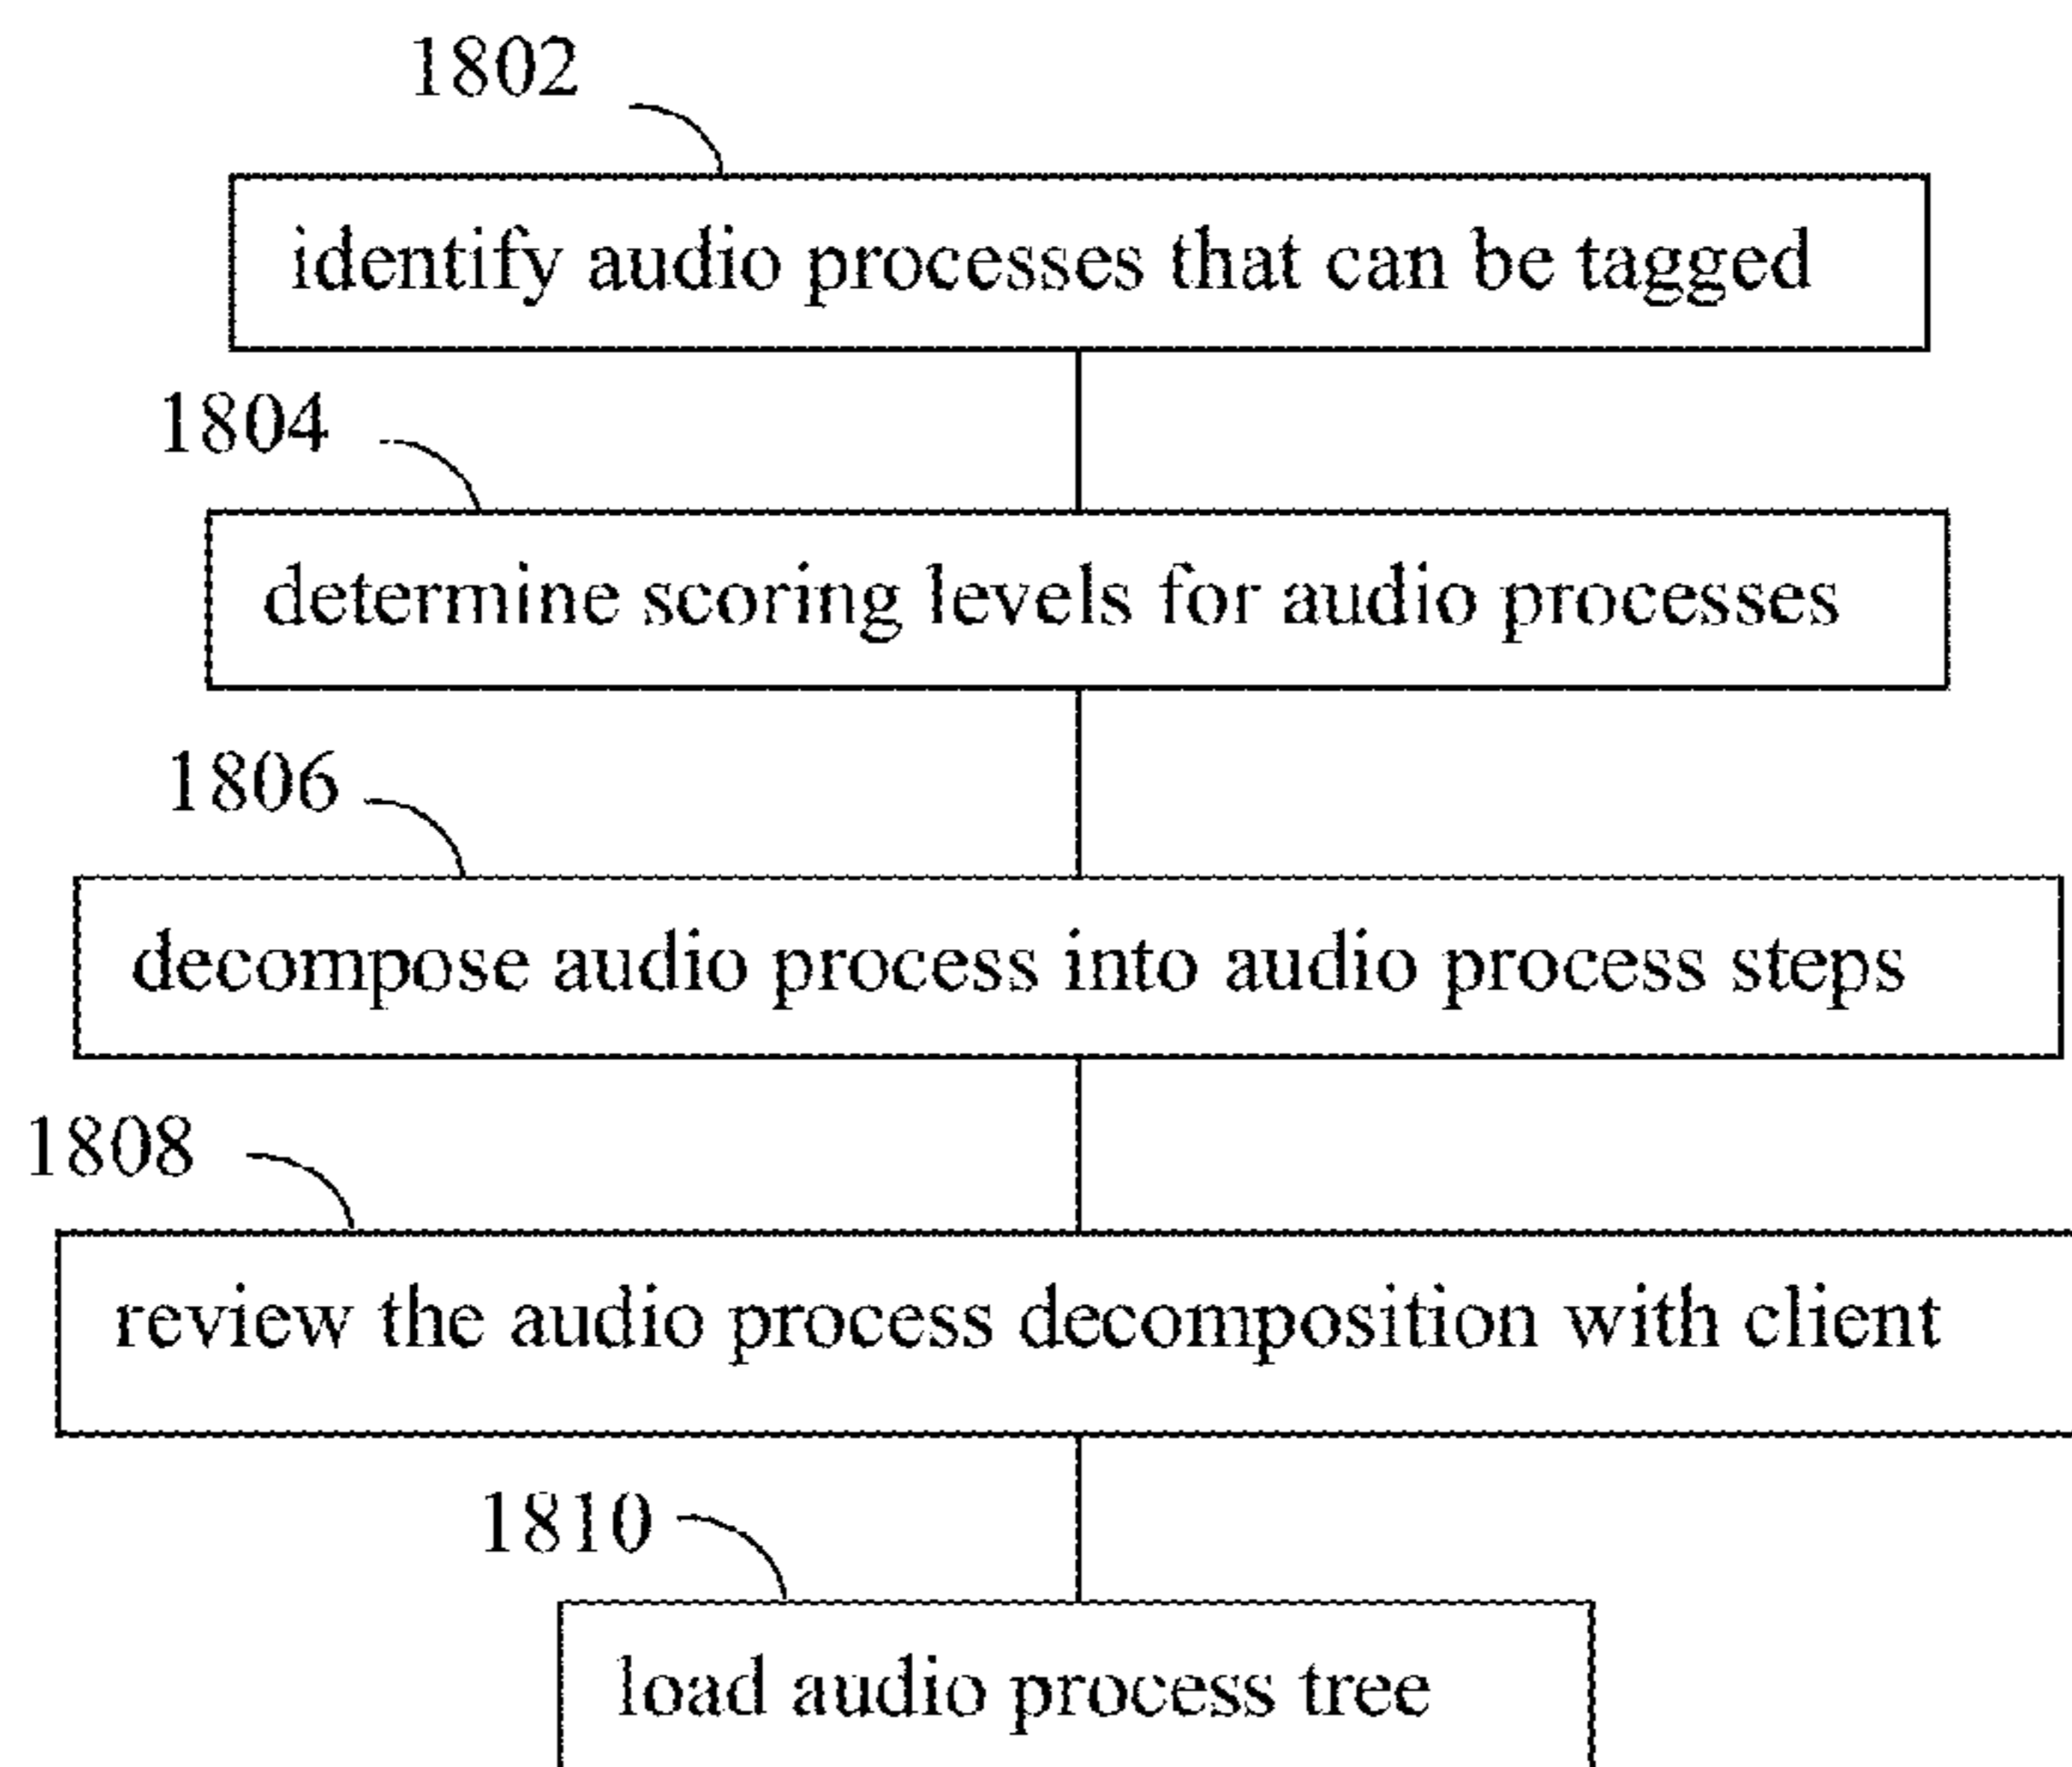 1802
identify audio processes that can be tagged
1804
determine scoring levels for audio processes
1806
decompose audio process into audio process steps
1808
review the audio process decomposition with client
1810
load audio process tree